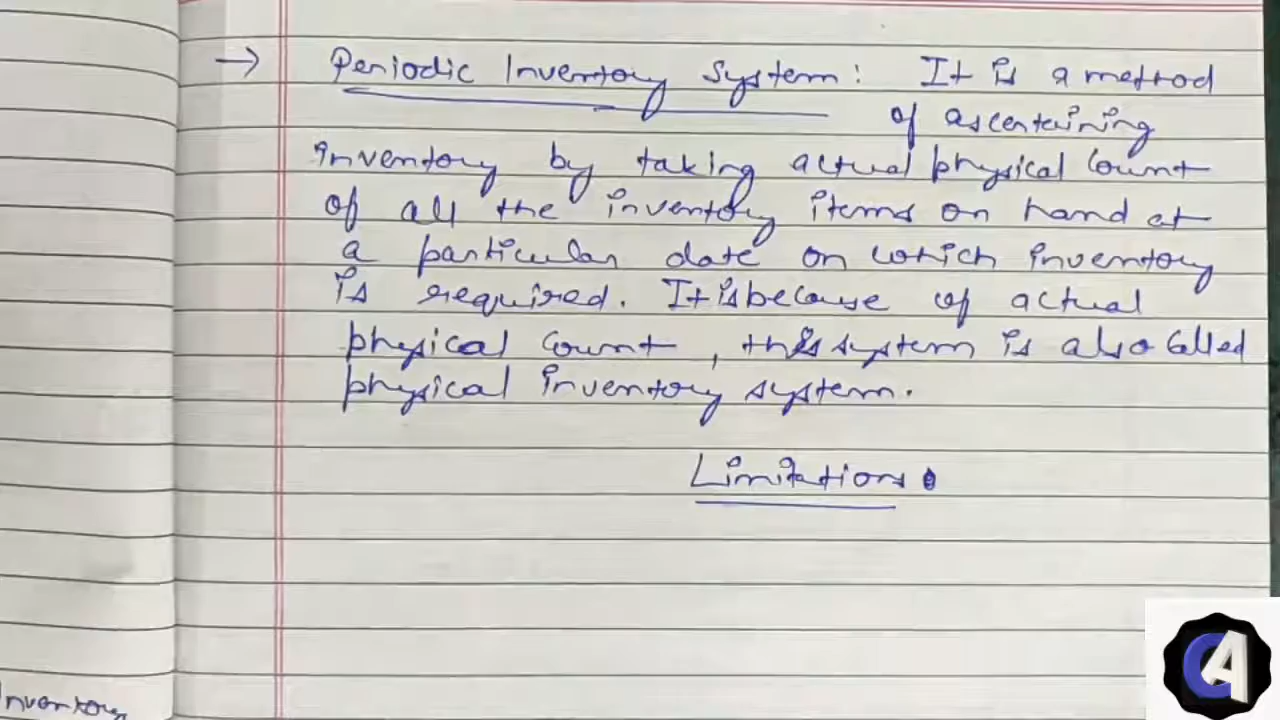 → Periodic Inventory System: It is a method
of ascertaining
inventory by taking actual physical count
of all the inventory items on hand at
a particular date on which inventory
is required. It is because of actual
physical count, this system is also called
physical inventory system.
Limitations
Inventory
CA